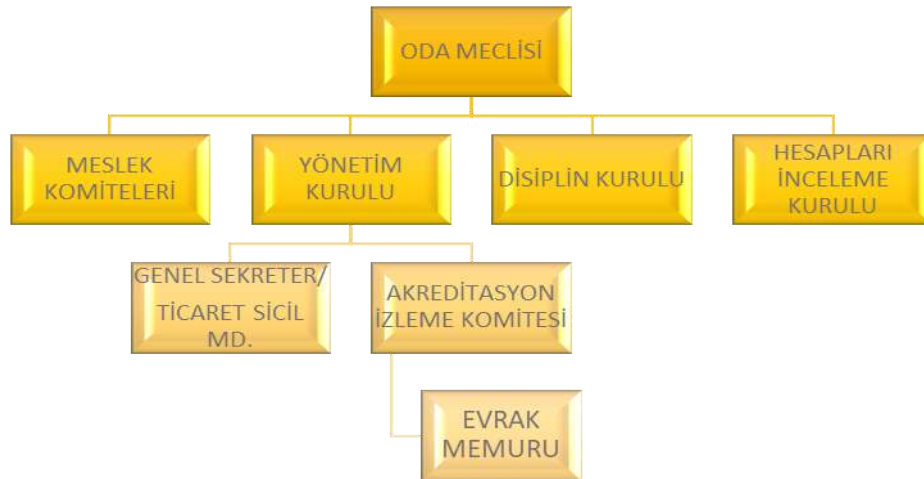 ODA MECLİSİ
MESLEK
KOMİTELERİ
YÖNETİM
KURULU
DİSİPLİN KURULU
HESAPLARI
İNCELEME
KURULU
GENEL SEKRETER/
TİCARET SİCİL
MD.
AKREDİTASYON
İZLEME KOMİTESİ
EVRAK
MEMURU